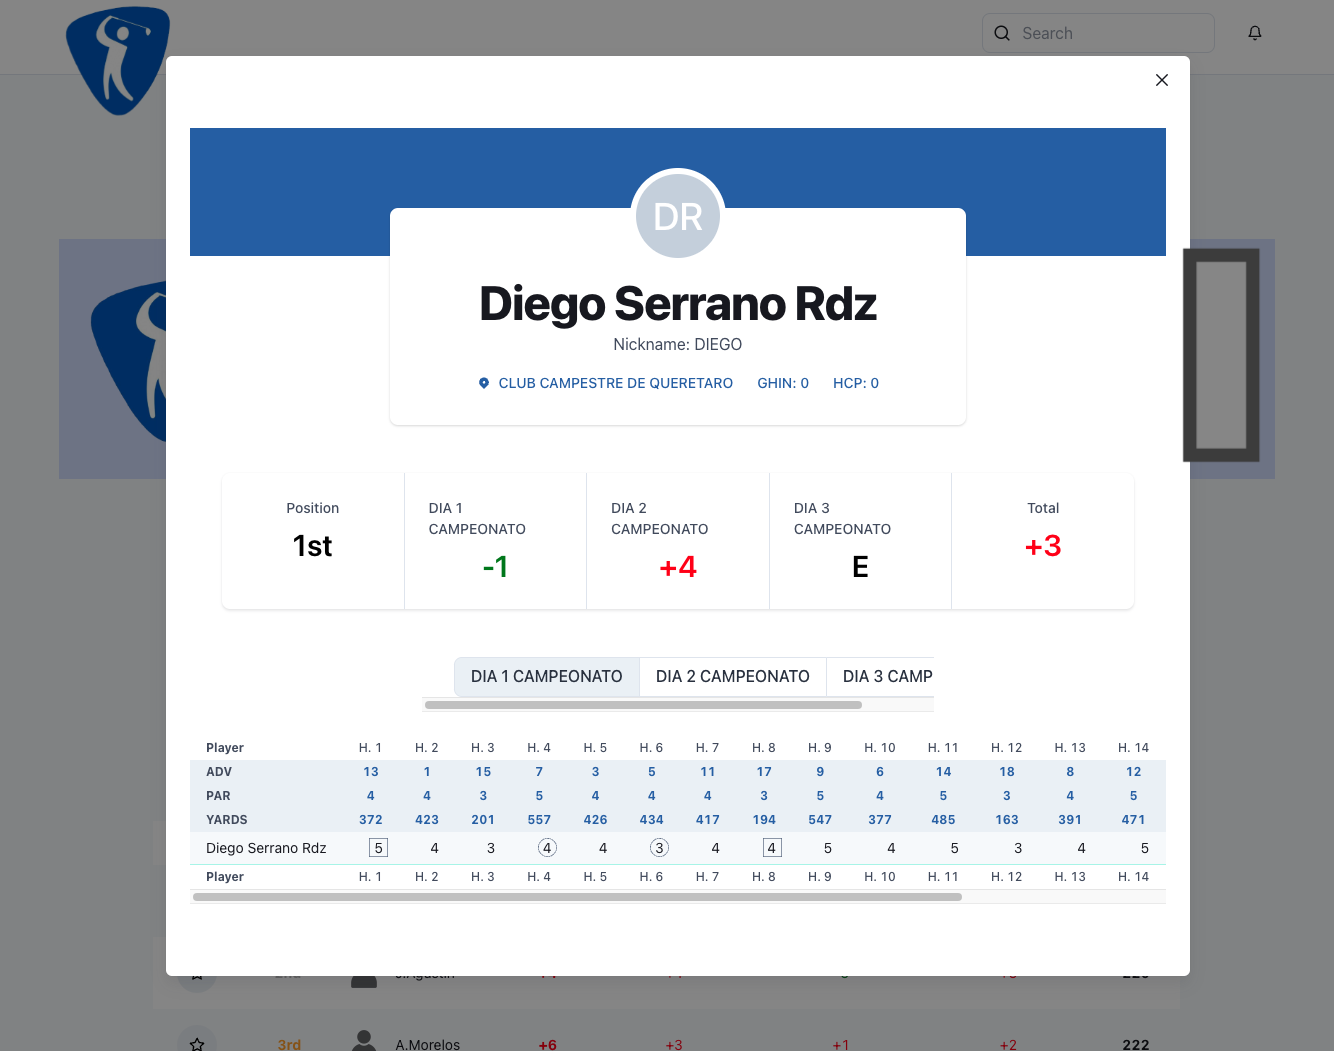 Search
DR
Diego Serrano Rdz
Nickname: DIEGO
CLUB CAMPESTRE DE QUERETARO GHIN: 0 HCP: 0
Position DIA 1 CAMPEONATO DIA 2 CAMPEONATO DIA 3 CAMPEONATO Total
1st -1 +4 E +3
DIA 1 CAMPEONATO DIA 2 CAMPEONATO DIA 3 CAMP
Player H. 1 H. 2 H. 3 H. 4 H. 5 H. 6 H. 7 H. 8 H. 9 H. 10 H. 11 H. 12 H. 13 H. 14
ADV 13 1 15 7 3 5 11 17 9 6 14 18 8 12
PAR 4 4 3 5 4 4 4 3 5 4 5 3 4 5
YARDS 372 423 201 557 426 434 417 194 547 377 485 163 391 471
Diego Serrano Rdz 5 4 3 4 4 3 4 4 5 4 5 3 4 5
Player H. 1 H. 2 H. 3 H. 4 H. 5 H. 6 H. 7 H. 8 H. 9 H. 10 H. 11 H. 12 H. 13 H. 14
3rd A.Morelos +6 +3 +1 +2 222